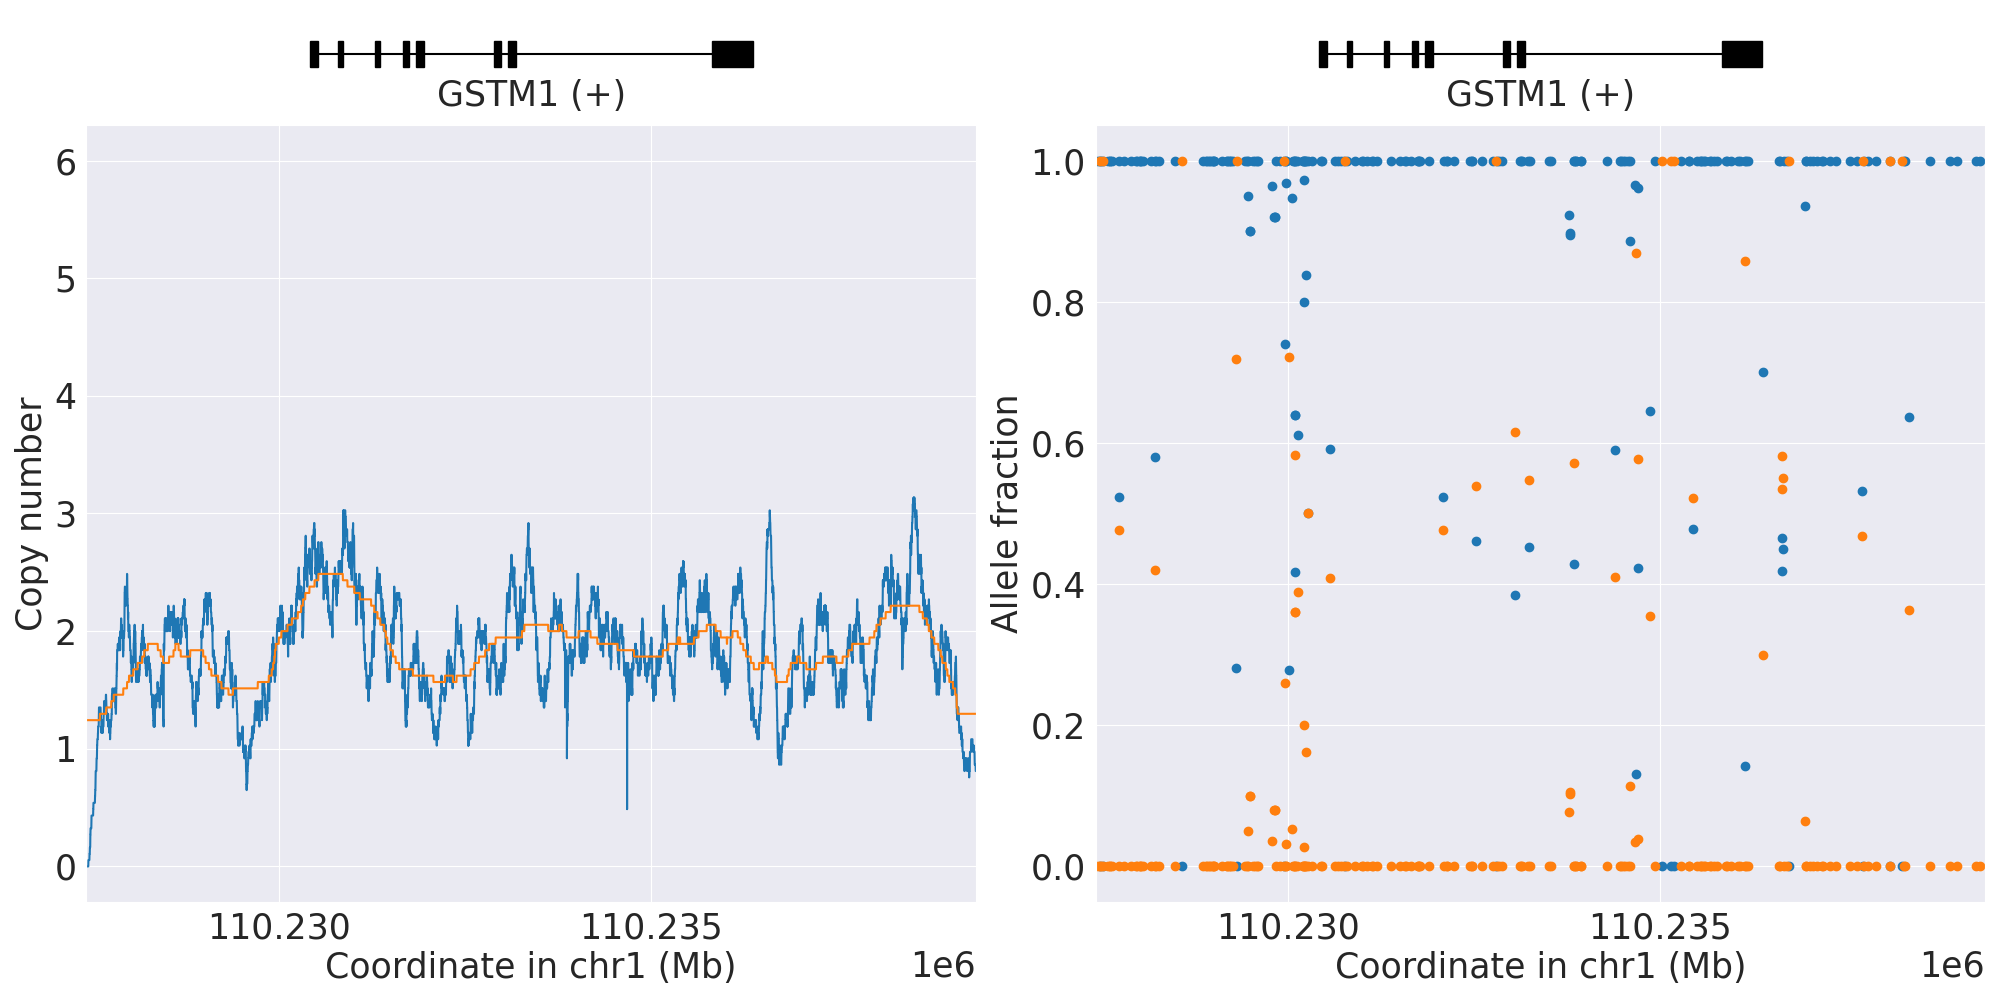 GSTM1 (+)
6
5
4
3
2
1
0
Copy number
110.230
110.235
Coordinate in chr1 (Mb)
1e6
GSTM1 (+)
1.0
0.8
0.6
0.4
0.2
0.0
Allele fraction
110.230
110.235
Coordinate in chr1 (Mb)
1e6